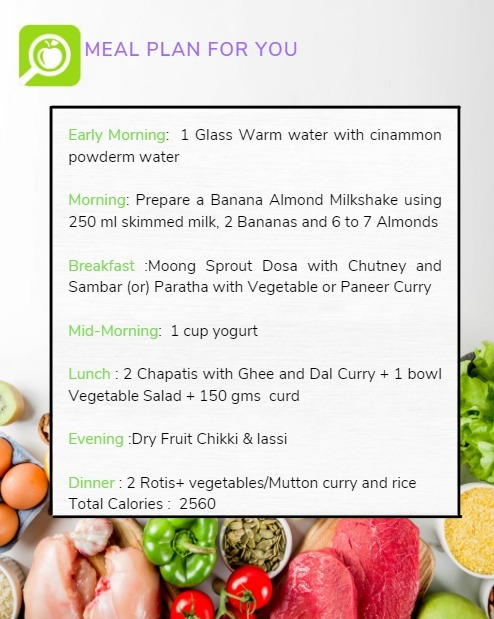 MEAL PLAN FOR YOU
Early Morning: 1 Glass Warm water with cinammon
powderm water
Morning: Prepare a Banana Almond Milkshake using
250 ml skimmed milk, 2 Bananas and 6 to 7 Almonds
Breakfast :Moong Sprout Dosa with Chutney and
Sambar (or) Paratha with Vegetable or Paneer Curry
Mid-Morning: 1 cup yogurt
Lunch : 2 Chapatis with Ghee and Dal Curry + 1 bowl
Vegetable Salad + 150 gms curd
Evening :Dry Fruit Chikki & lassi
Dinner : 2 Rotis+ vegetables/Mutton curry and rice
Total Calories : 2560